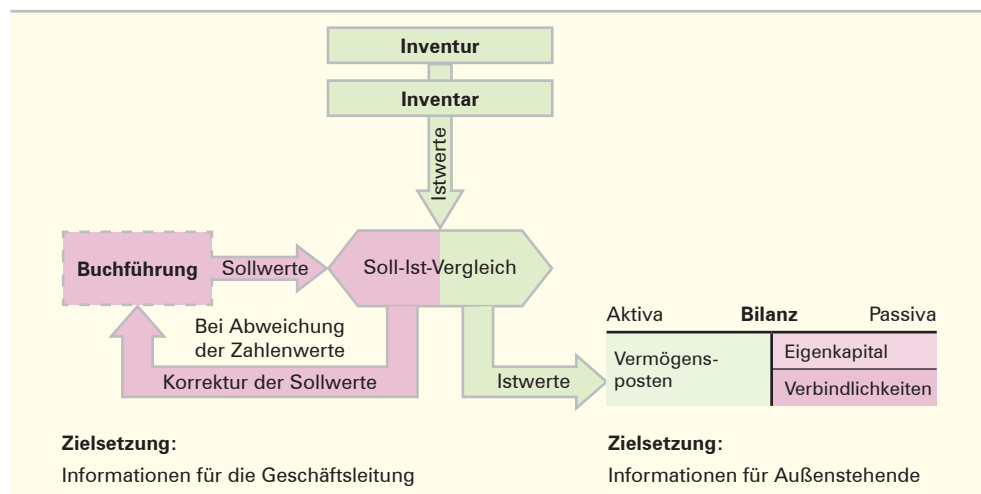 Inventur
Inventar
Istwerte
Buchführung
Sollwerte
Soll-Ist-Vergleich
Bei Abweichung
der Zahlenwerte
Korrektur der Sollwerte
Istwerte
Aktiva Bilanz Passiva
Vermögens-
posten
Eigenkapital
Verbindlichkeiten
Zielsetzung:
Informationen für die Geschäftsleitung
Zielsetzung:
Informationen für Außenstehende